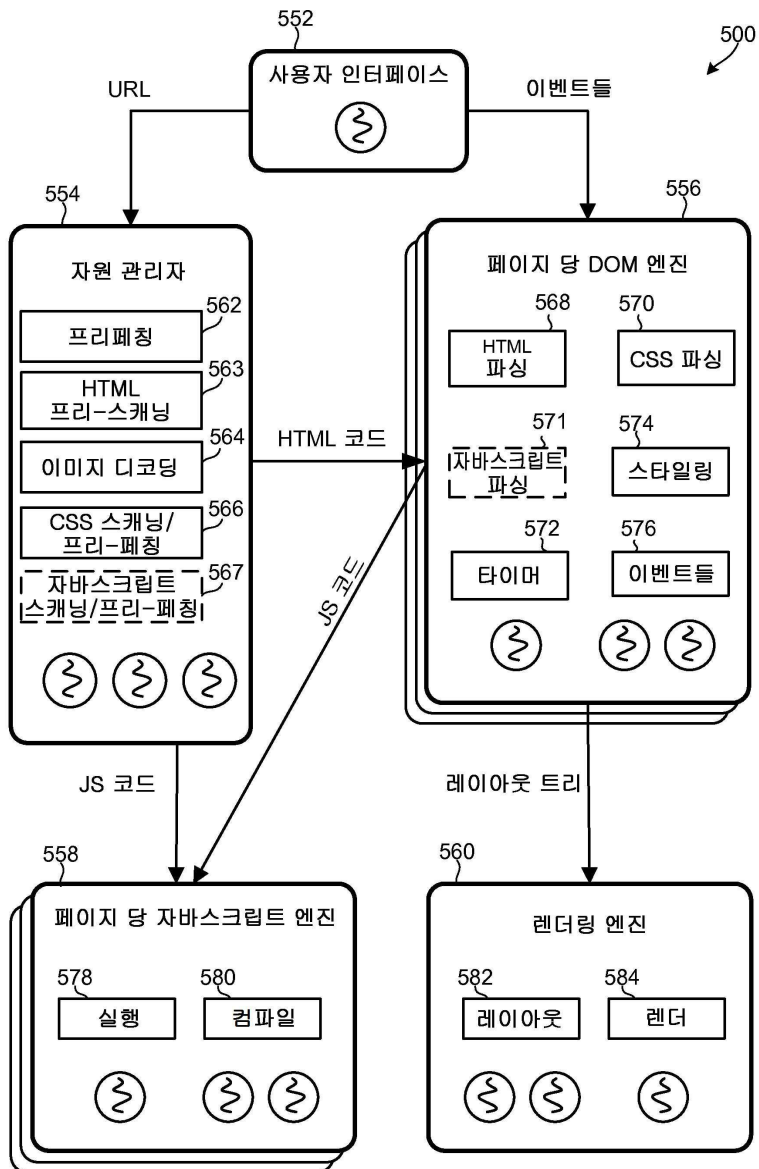 552
500
사용자 인터페이스
URL
이벤트들
554
556
자원 관리자
페이지 당 DOM 엔진
562
프리페칭
568
570
HTML
파싱
CSS 파싱
563
HTML
프리-스캐닝
564
이미지 디코딩
HTML 코드
571
자바스크립트
파싱
574
스타일링
566
CSS 스캐닝/
프리-페칭
567
자바스크립트
스캐닝/프리-페칭
572
타이머
576
이벤트들
JS 코드
JS 코드
레이아웃 트리
558
560
페이지 당 자바스크립트 엔진
렌더링 엔진
578
실행
580
컴파일
582
레이아웃
584
렌더